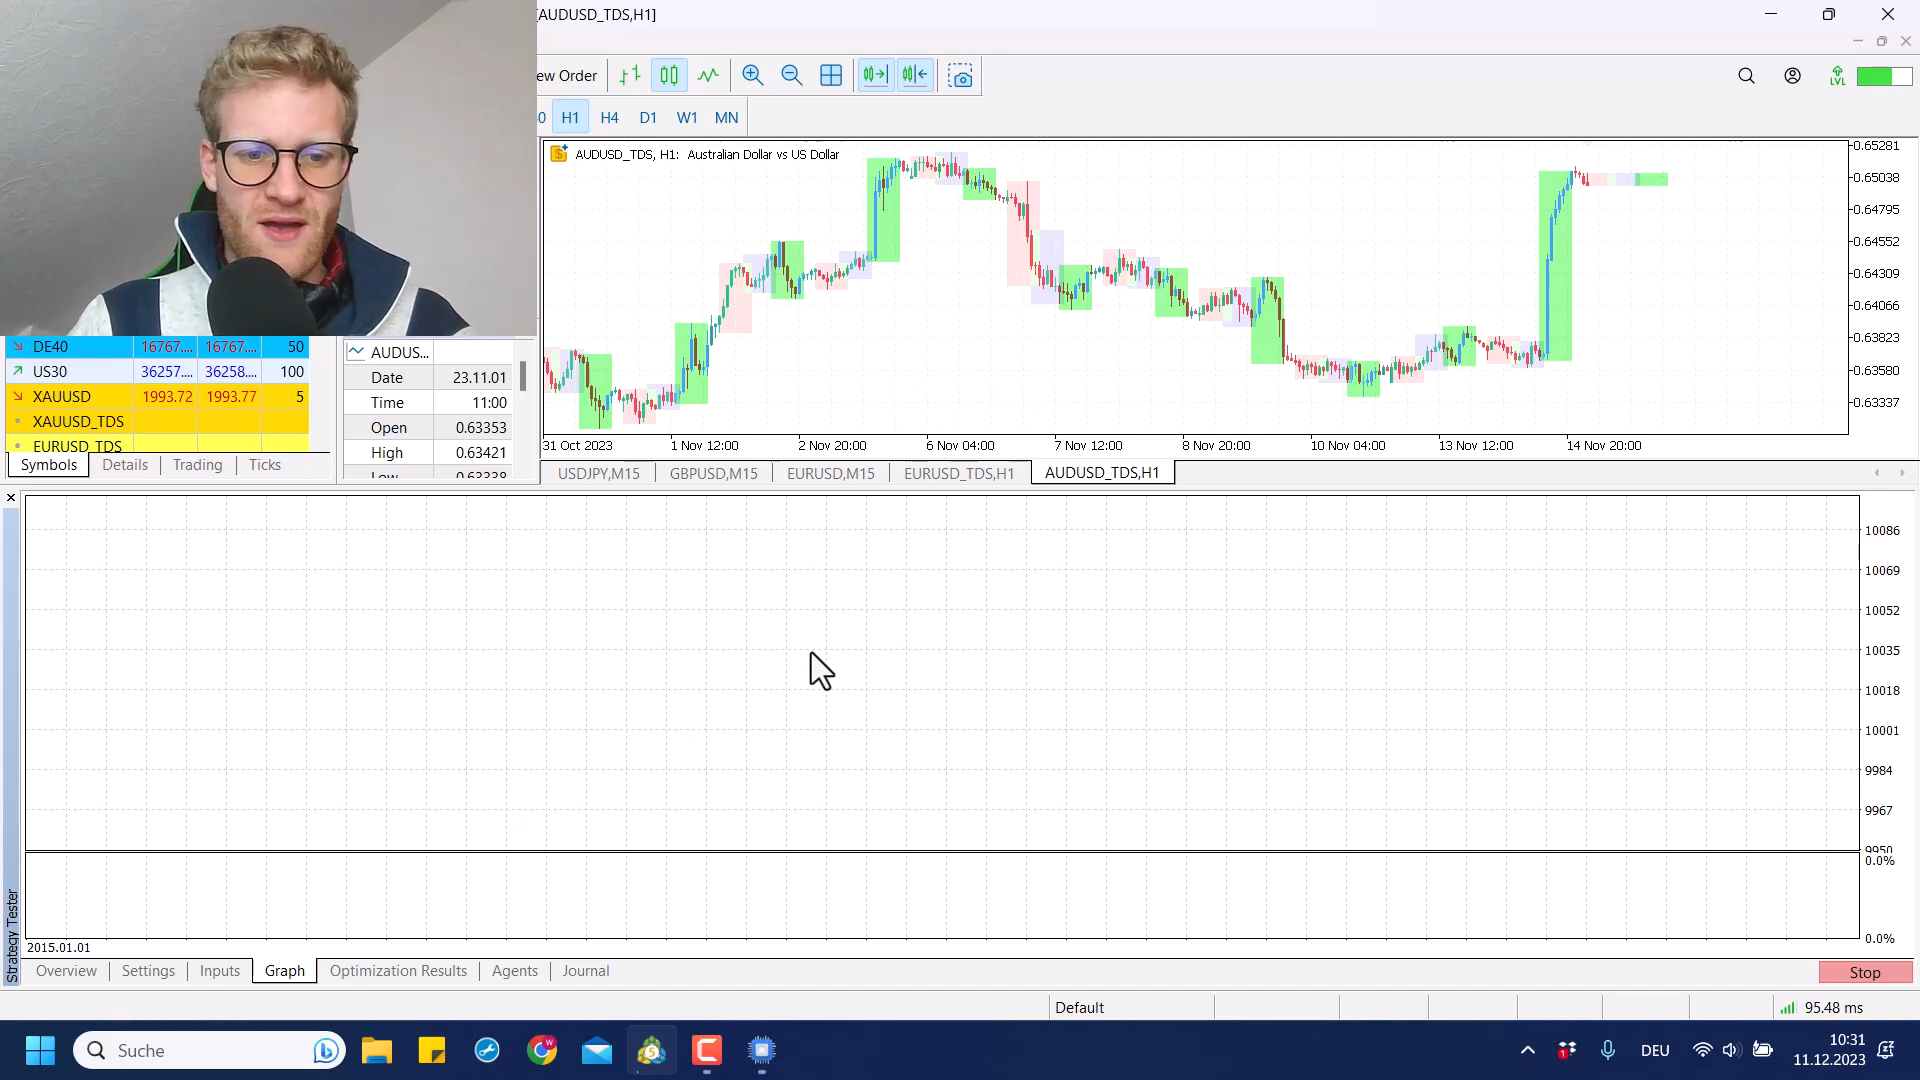 [AUDUSD_TDS,H1]
ew Order
H1 H4 D1 W1 MN
LVL
AUDUSD_TDS, H1: Australian Dollar vs US Dollar
0.65281
0.65038
0.64795
0.64552
0.64309
0.64066
0.63823
0.63580
0.63337
31 Oct 2023 1 Nov 12:00 2 Nov 20:00 6 Nov 04:00 7 Nov 12:00 8 Nov 20:00 10 Nov 04:00 13 Nov 12:00 14 Nov 20:00
USDJPY,M15 GBPUSD,M15 EURUSD,M15 EURUSD_TDS,H1 AUDUSD_TDS,H1
DE40 16767.... 16767.... 50
US30 36257.... 36258.... 100
XAUUSD 1993.72 1993.77 5
XAUUSD_TDS
EURUSD_TDS
Symbols Details Trading Ticks
AUDUS...
Date 23.11.01
Time 11:00
Open 0.63353
High 0.63421
Low 0.63338
10086
10069
10052
10035
10018
10001
9984
9967
9950
0.0%
0.0%
2015.01.01
Strategy Tester
Overview Settings Inputs Graph Optimization Results Agents Journal
Stop
Default
95.48 ms
Suche
DEU
10:31
11.12.2023